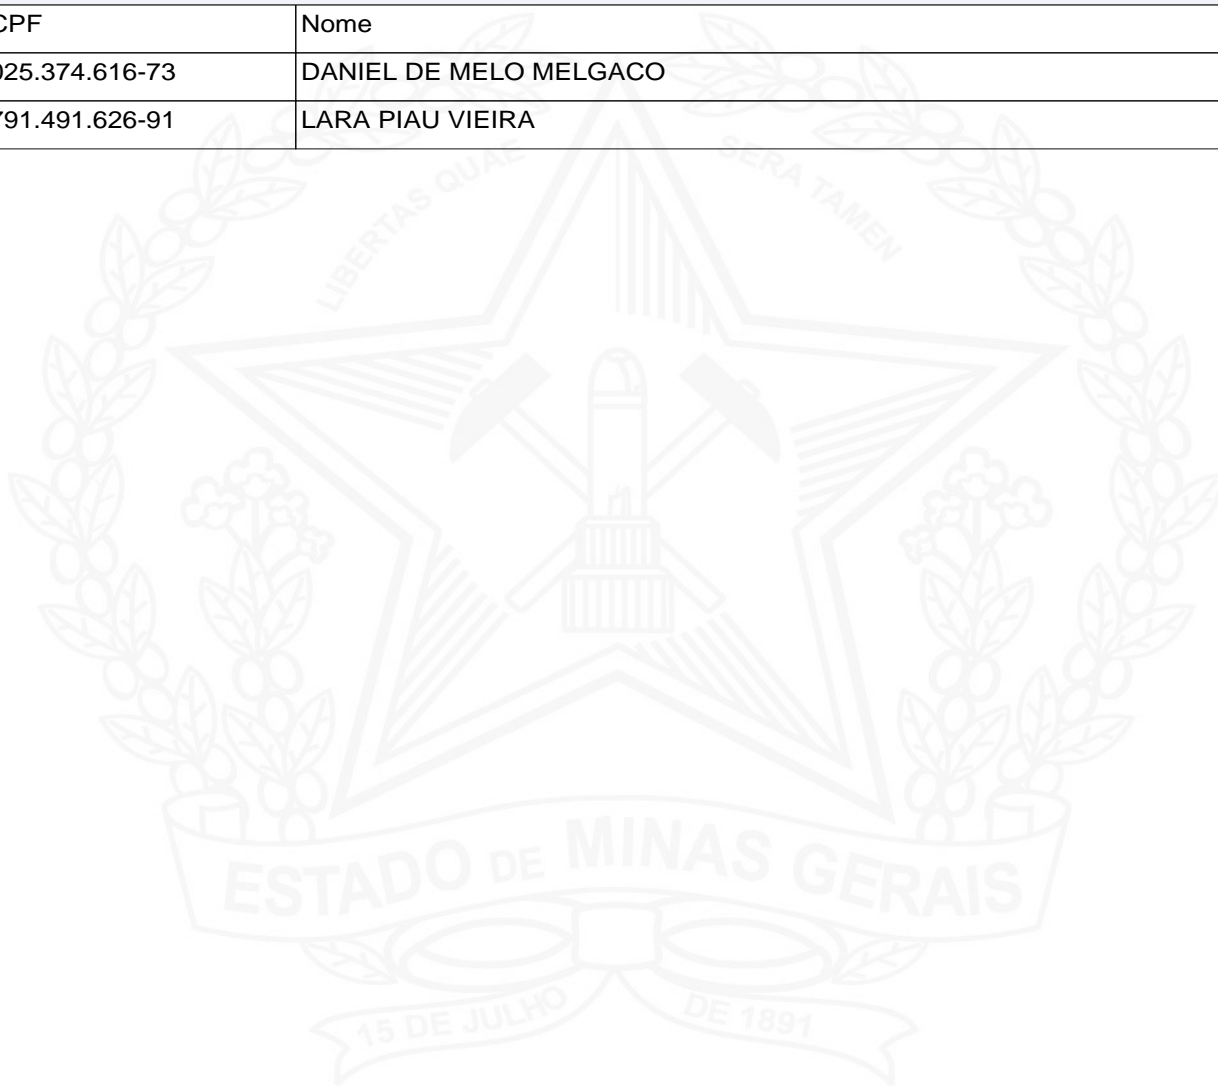 CPF Nome
025.374.616-73 DANIEL DE MELO MELGACO
791.491.626-91 LARA PIAU VIEIRA
LIBERTAS QUAE SERA TAMEN
ESTADO DE MINAS GERAIS
15 DE JULHO DE 1891